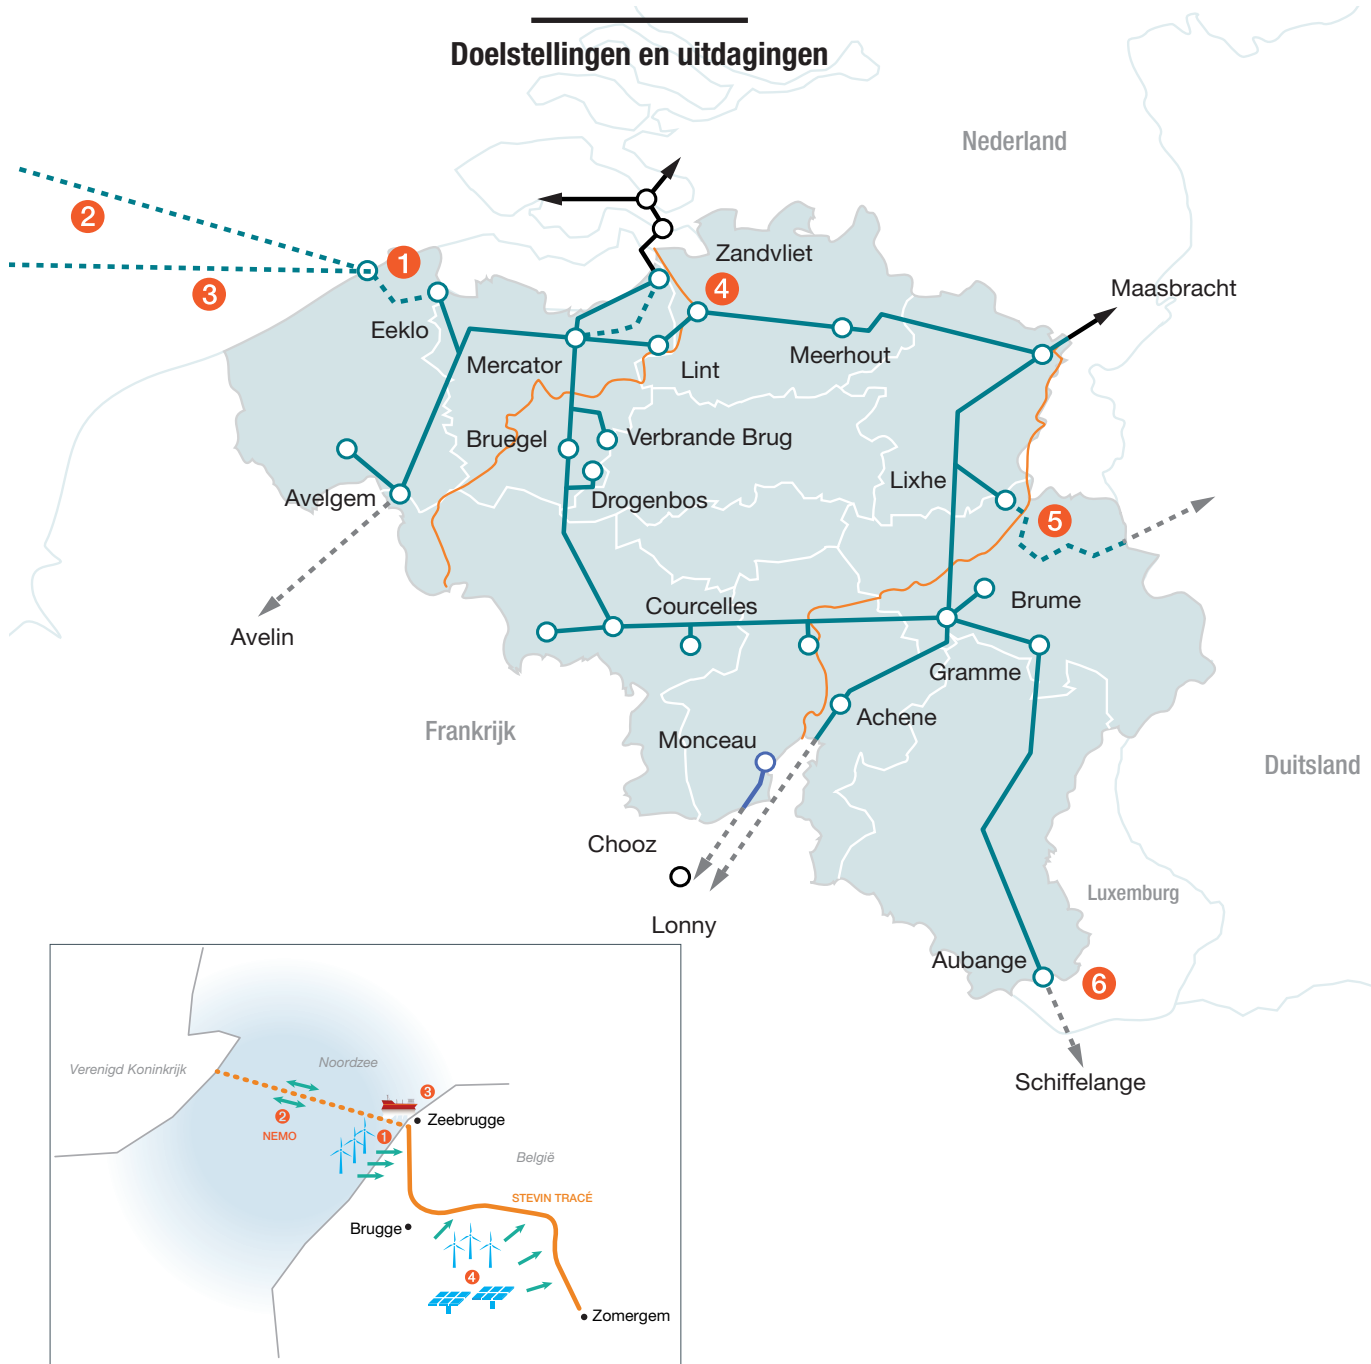 Doelstellingen en uitdagingen
Nederland
2
1
3
Zandvliet
4
Maasbracht
Eeklo
Mercator
Lint
Meerhout
Bruegel
Verbrande Brug
Lixhe
Avelgem
Drogenbos
5
Avelin
Courcelles
Brume
Gramme
Achene
Frankrijk
Monceau
Duitsland
Chooz
Luxemburg
Lonny
Aubange
6
Schiffelange
Noordzee
Verenigd Koninkrijk
3
2
Zeebrugge
NEMO
1
België
STEVIN TRACÉ
Brugge
4
Zomergem